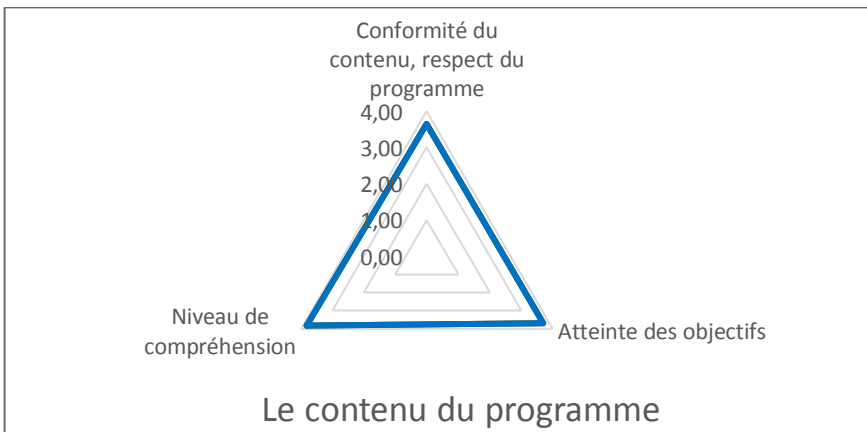 Conformité du
contenu, respect du
programme
4,00
3,00
2,00
1,00
0,00
Niveau de
compréhension
Atteinte des objectifs
Le contenu du programme